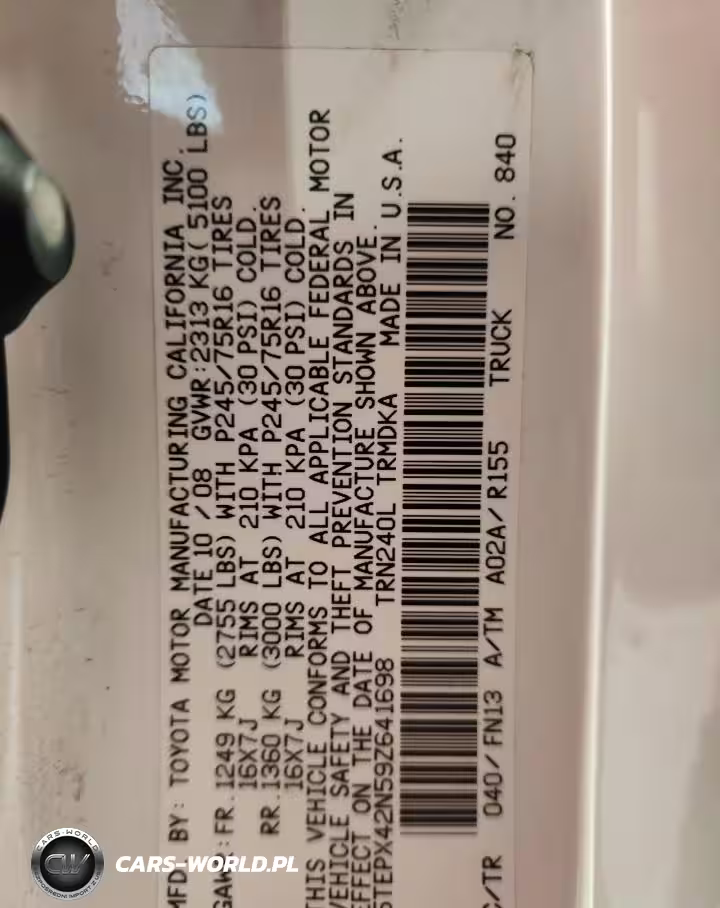 MFD BY: TOYOTA MOTOR MANUFACTURING CALIFORNIA INC.
DATE 10 / 08 GVWR:2313 KG( 5100 LBS)
GAWR:FR.1249 KG (2755 LBS) WITH P245/75R16 TIRES
16X7J RIMS AT 210 KPA (30 PSI) COLD.
RR.1360 KG (3000 LBS) WITH P245/75R16 TIRES
16X7J RIMS AT 210 KPA (30 PSI) COLD.
THIS VEHICLE CONFORMS TO ALL APPLICABLE FEDERAL MOTOR
VEHICLE SAFETY AND THEFT PREVENTION STANDARDS IN
EFFECT ON THE DATE OF MANUFACTURE SHOWN ABOVE.
5TEPX42N59Z641698 TRN240L TRMDKA MADE IN U.S.A.
C/TR 040/FN13 A/TM A02A/R155 TRUCK NO. 840
CARS-WORLD
CW
CARS-WORLD.PL